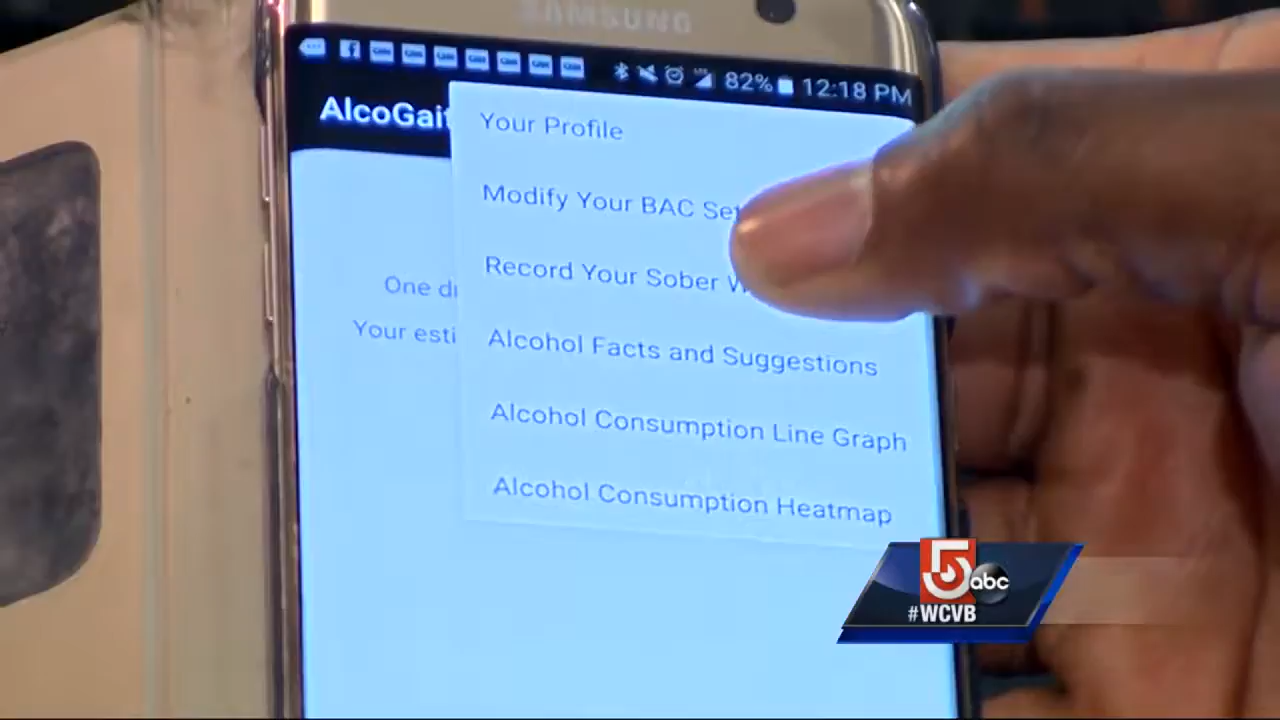 SAMSUNG
82% 12:18 PM
AlcoGait
Your Profile
Modify Your BAC Set
Record Your Sober W
One d
Your esti
Alcohol Facts and Suggestions
Alcohol Consumption Line Graph
Alcohol Consumption Heatmap
5 abc
#WCVB